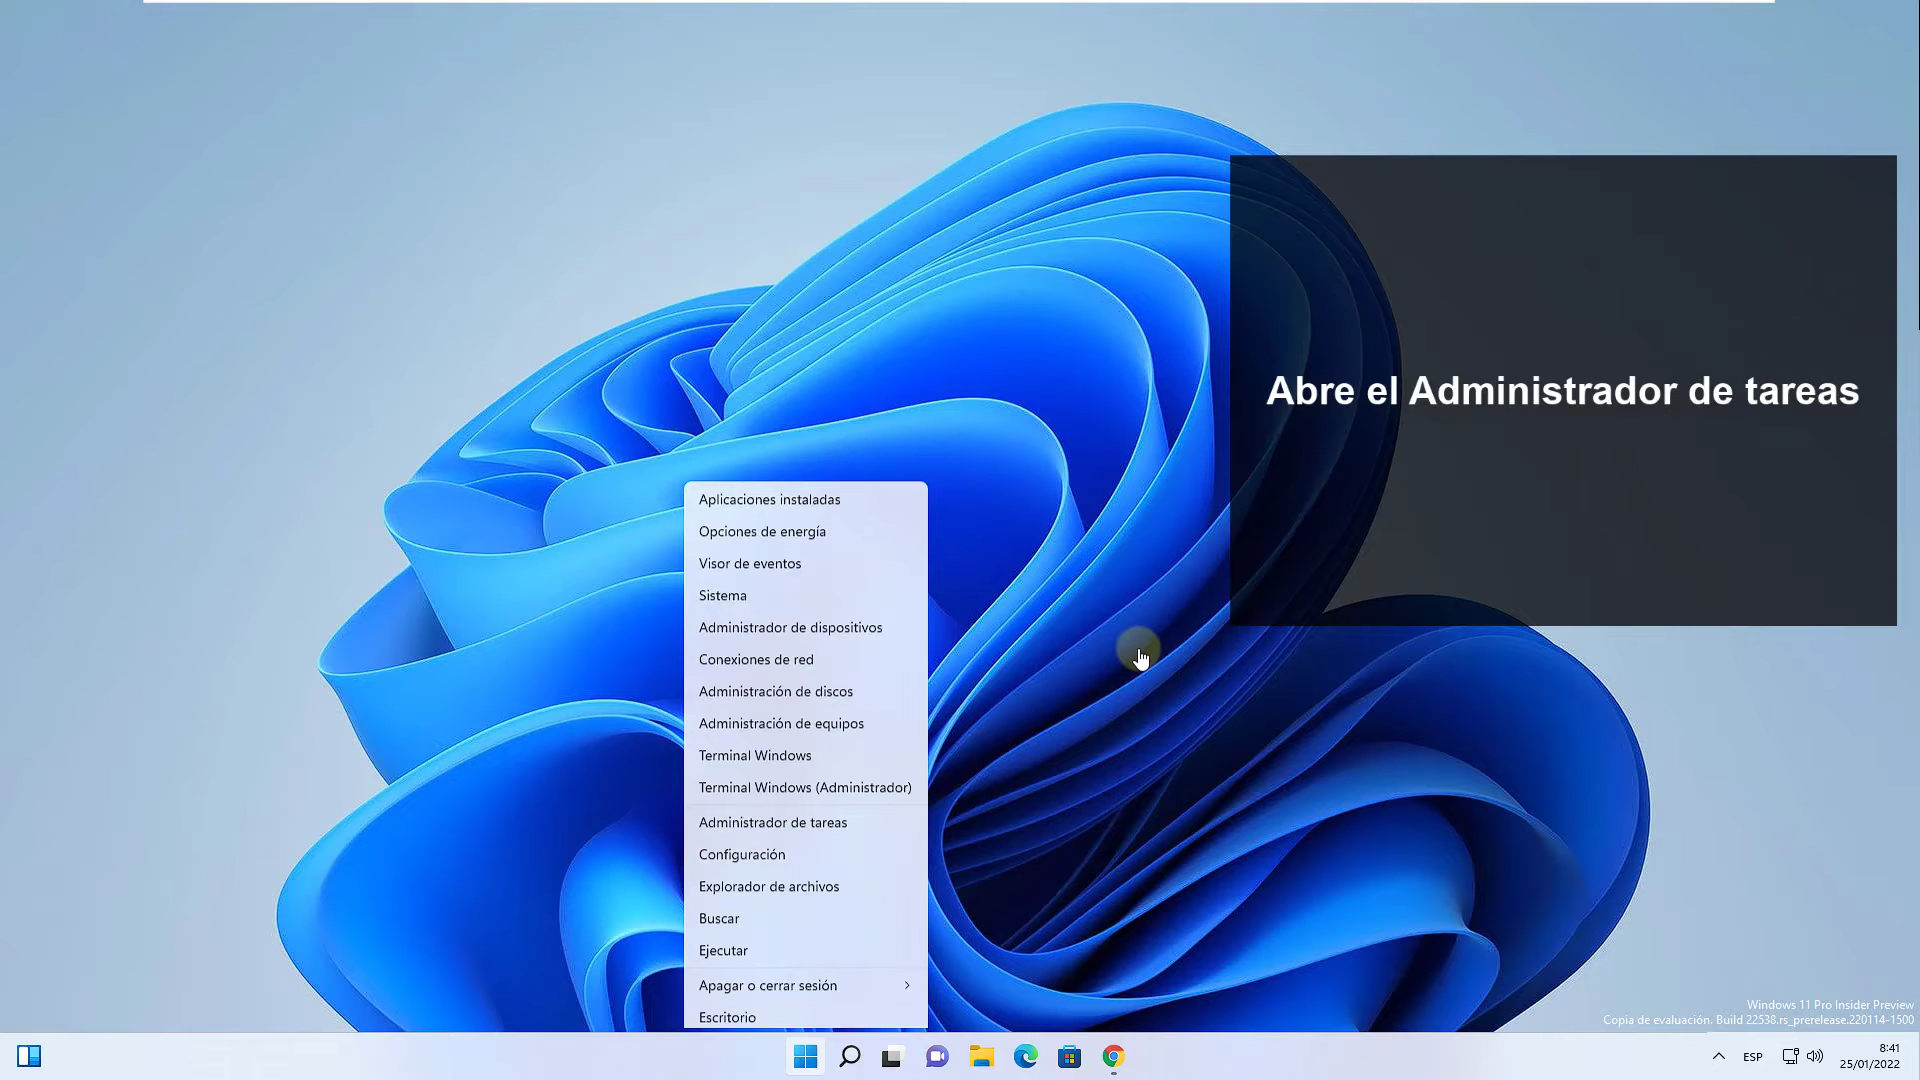 Abre el Administrador de tareas
Aplicaciones instaladas
Opciones de energía
Visor de eventos
Sistema
Administrador de dispositivos
Conexiones de red
Administración de discos
Administración de equipos
Terminal Windows
Terminal Windows (Administrador)
Administrador de tareas
Configuración
Explorador de archivos
Buscar
Ejecutar
Apagar o cerrar sesión
Escritorio
Windows 11 Pro Insider Preview
Copia de evaluación. Build 22538.rs_prerelease.220114-1500
ESP
8:41
25/01/2022